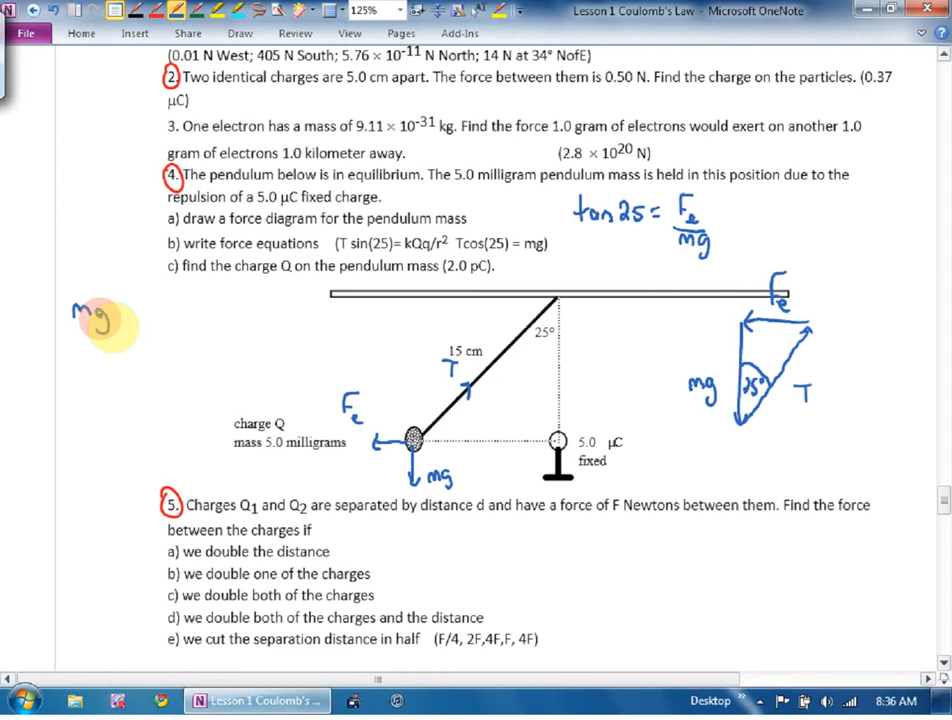 125%
Lesson 1 Coulomb's Law - Microsoft OneNote
File Home Insert Share Draw Review View Add-Ins
(0.01 N West; 405 N South; 5.76 × 10⁻¹¹ N North; 14 N at 34° NofE)
2. Two identical charges are 5.0 cm apart. The force between them is 0.50 N. Find the charge on the particles. (0.37
μC)
3. One electron has a mass of 9.11 × 10⁻³¹ kg. Find the force 1.0 gram of electrons would exert on another 1.0
gram of electrons 1.0 kilometer away. (2.8 × 10²⁰ N)
4. The pendulum below is in equilibrium. The 5.0 milligram pendulum mass is held in this position due to the
repulsion of a 5.0 μC fixed charge.
tan 25 = Fe/mg
a) draw a force diagram for the pendulum mass
b) write force equations (T sin(25)= kQq/r² Tcos(25) = mg)
c) find the charge Q on the pendulum mass (2.0 pC).
Fe
mg
25°
15 cm
T
mg 25° T
Fe
charge Q
mass 5.0 milligrams
5.0 μC
fixed
mg
5. Charges Q₁ and Q₂ are separated by distance d and have a force of F Newtons between them. Find the force
between the charges if
a) we double the distance
b) we double one of the charges
c) we double both of the charges
d) we double both of the charges and the distance
e) we cut the separation distance in half (F/4, 2F,4F,F, 4F)
Lesson 1 Coulomb's...
Desktop
8:36 AM